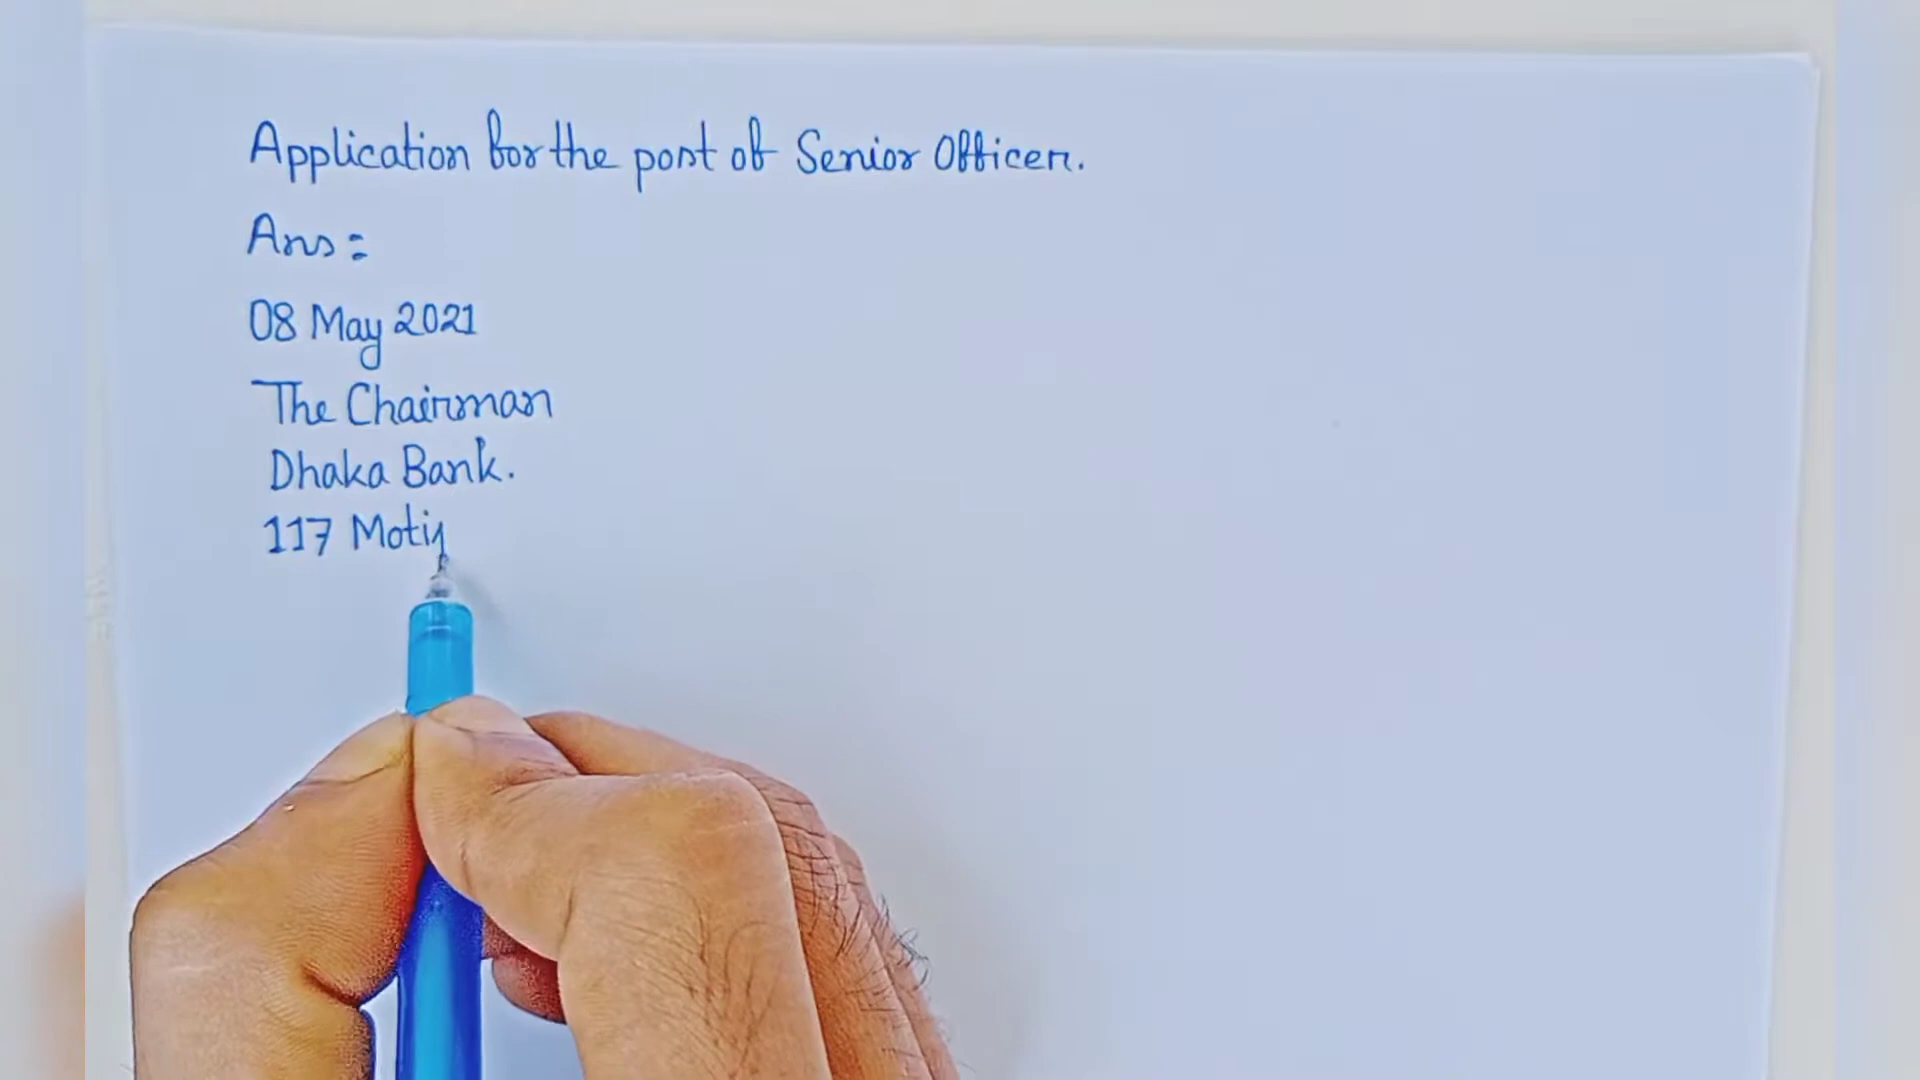 Application for the post of Senior Officer.
Ans:
08 May 2021
The Chairman
Dhaka Bank.
117 Moti